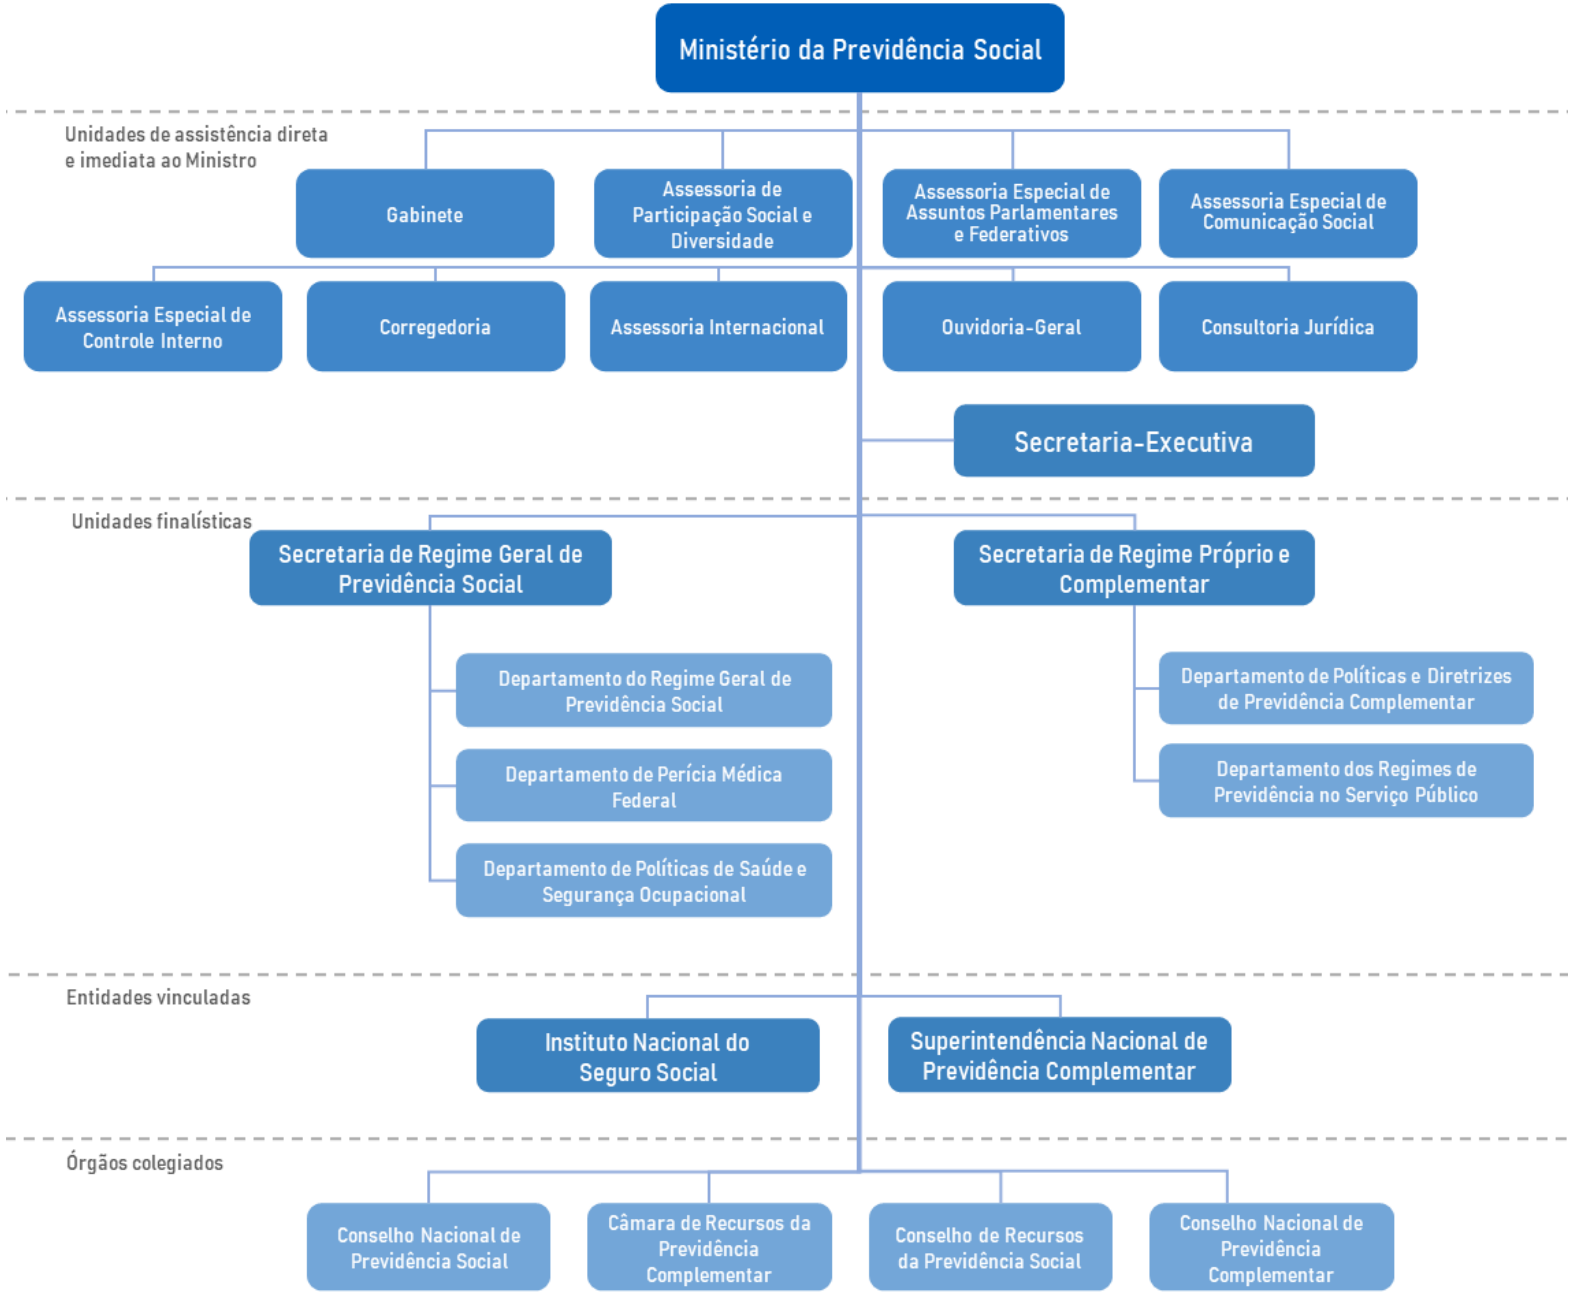 Ministério da Previdência Social
Unidades de assistência direta
e imediata ao Ministro
Gabinete
Assessoria de
Participação Social e
Diversidade
Assessoria Especial de
Assuntos Parlamentares
e Federativos
Assessoria Especial de
Comunicação Social
Assessoria Especial de
Controle Interno
Corregedoria
Assessoria Internacional
Ouvidoria-Geral
Consultoria Jurídica
Secretaria-Executiva
Unidades finalísticas
Secretaria de Regime Geral de
Previdência Social
Secretaria de Regime Próprio e
Complementar
Departamento do Regime Geral de
Previdência Social
Departamento de Perícia Médica
Federal
Departamento de Políticas de Saúde e
Segurança Ocupacional
Departamento de Políticas e Diretrizes
de Previdência Complementar
Departamento dos Regimes de
Previdência no Serviço Público
Entidades vinculadas
Instituto Nacional do
Seguro Social
Superintendência Nacional de
Previdência Complementar
Órgãos colegiados
Conselho Nacional de
Previdência Social
Câmara de Recursos da
Previdência
Complementar
Conselho de Recursos
da Previdência Social
Conselho Nacional de
Previdência
Complementar